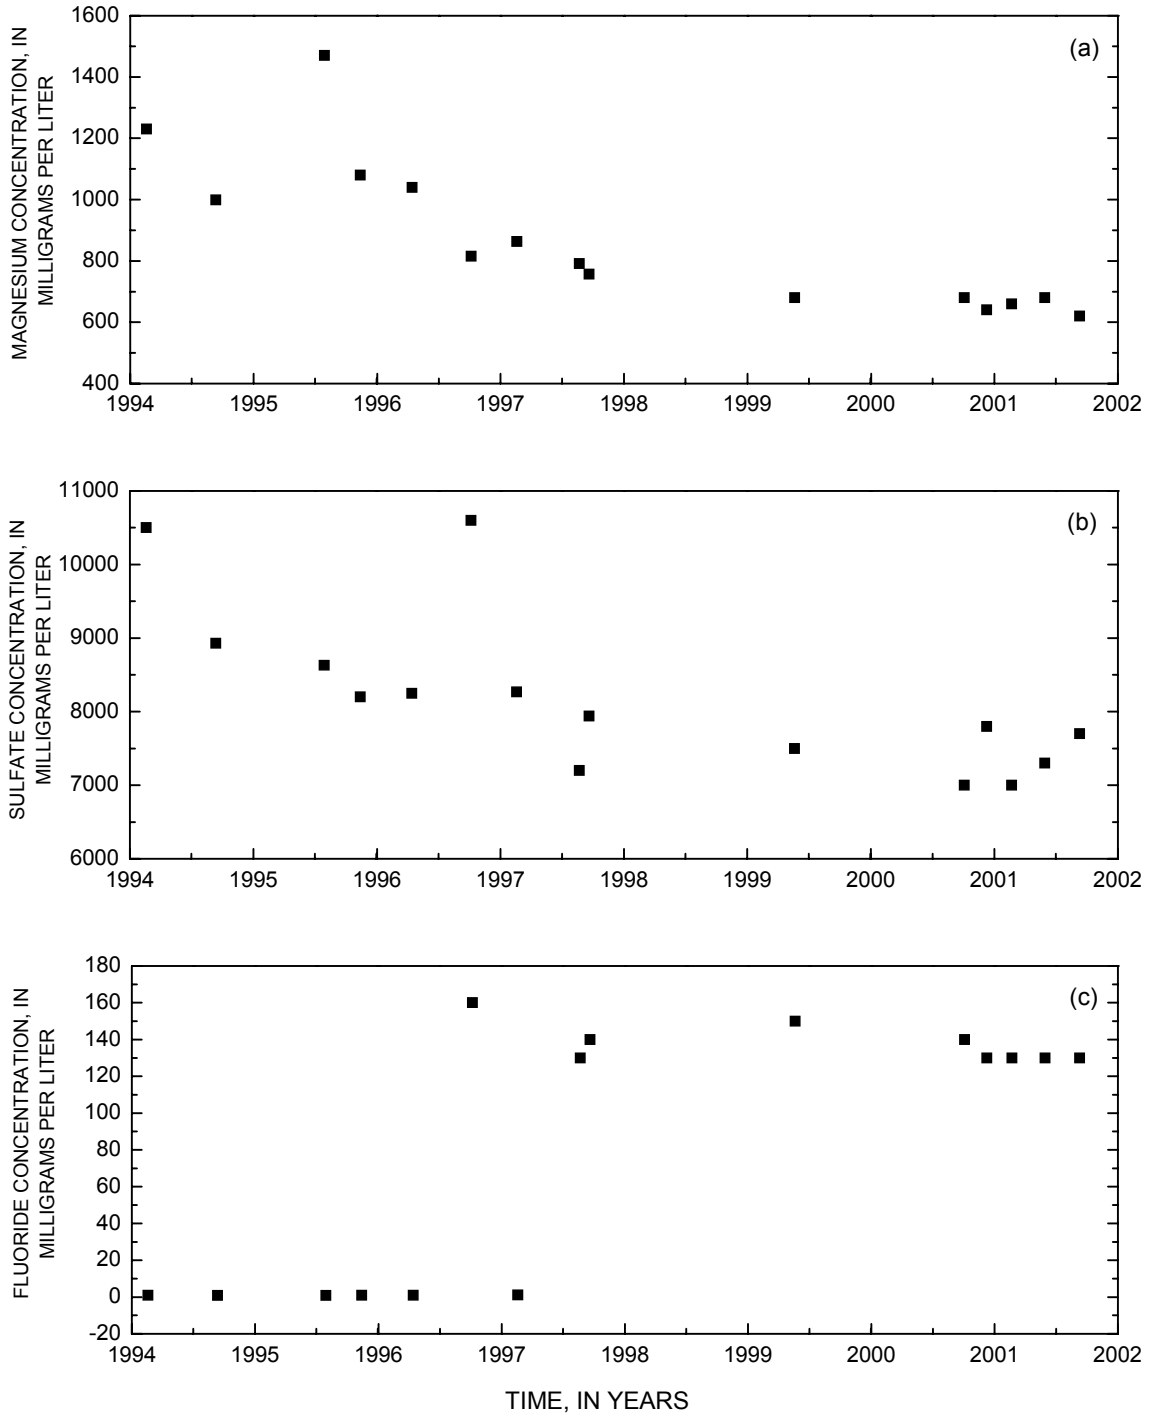 MAGNESIUM CONCENTRATION, IN
MILLIGRAMS PER LITER
1600
1400
1200
1000
800
600
400
(a)
1994 1995 1996 1997 1998 1999 2000 2001 2002
SULFATE CONCENTRATION, IN
MILLIGRAMS PER LITER
11000
10000
9000
8000
7000
6000
(b)
1994 1995 1996 1997 1998 1999 2000 2001 2002
FLUORIDE CONCENTRATION, IN
MILLIGRAMS PER LITER
180
160
140
120
100
80
60
40
20
0
-20
(c)
1994 1995 1996 1997 1998 1999 2000 2001 2002
TIME, IN YEARS